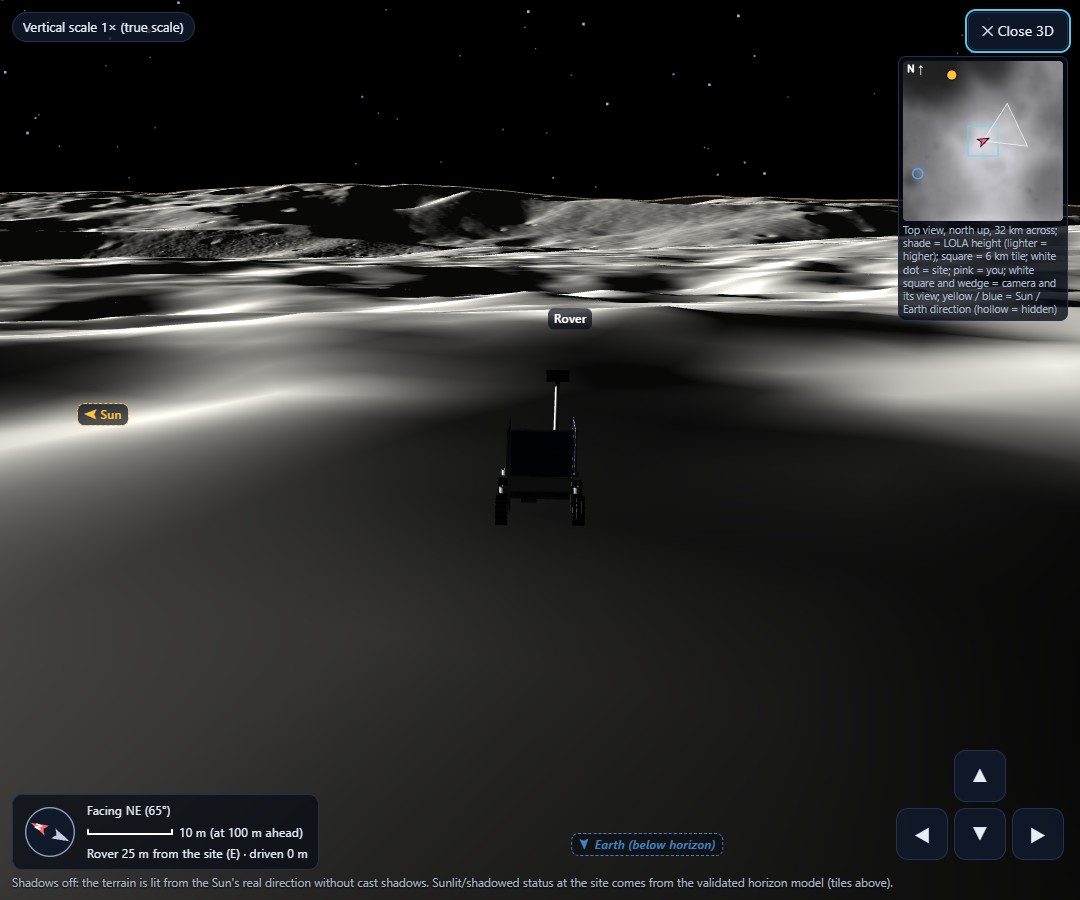 Vertical scale 1× (true scale)
✕ Close 3D
N ↑
Top view, north up, 32 km across;
shade = LOLA height (lighter =
higher); square = 6 km tile; white
dot = site; pink = you; white
square and wedge = camera and
its view; yellow / blue = Sun /
Earth direction (hollow = hidden)
Rover
Sun
Facing NE (65°)
10 m (at 100 m ahead)
Rover 25 m from the site (E) · driven 0 m
Earth (below horizon)
Shadows off: the terrain is lit from the Sun's real direction without cast shadows. Sunlit/shadowed status at the site comes from the validated horizon model (tiles above).